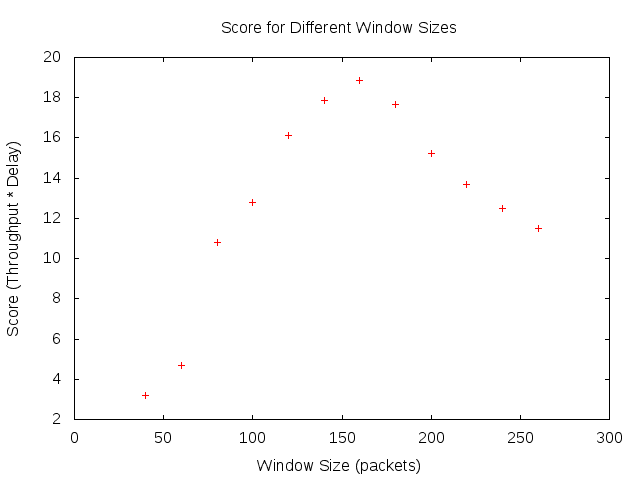 Score for Different Window Sizes
Score (Throughput * Delay)
20
18
16
14
12
10
8
6
4
2
0 50 100 150 200 250 300
Window Size (packets)